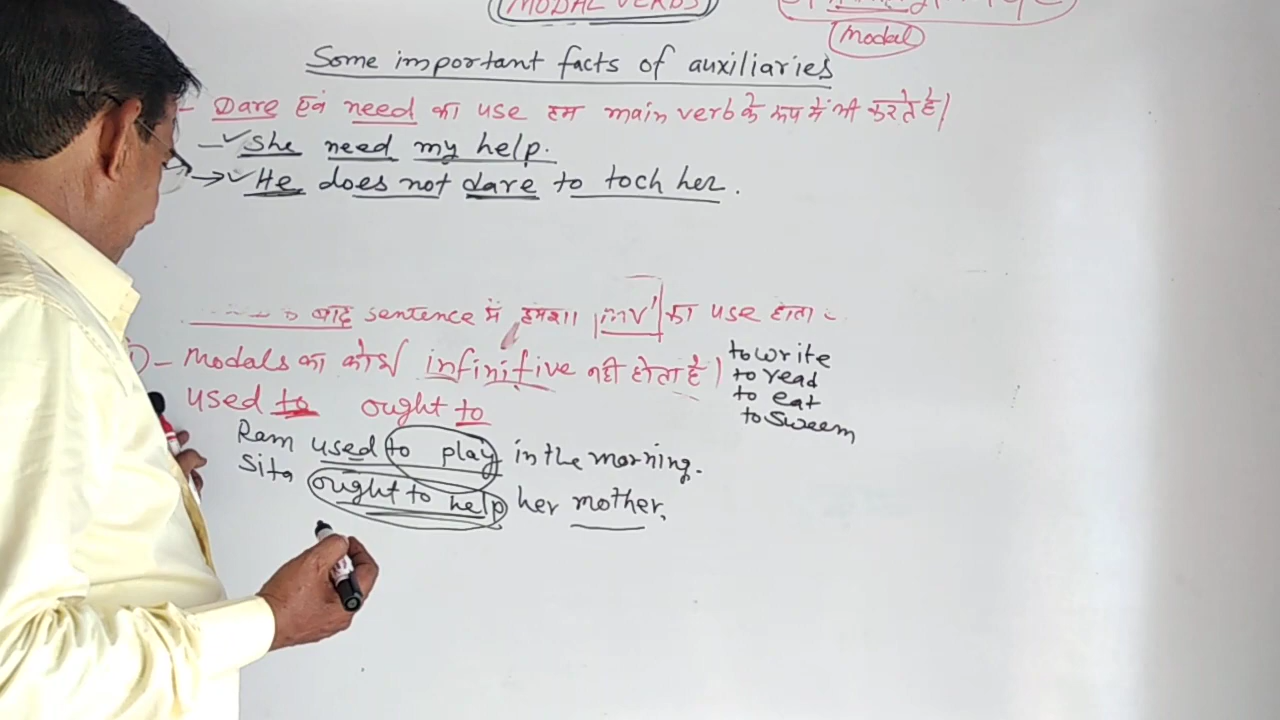 MODAL VERBS
Modal
Some important facts of auxiliaries
- Dare एवं need का use हम main verb के रूप में भी करते है।
- ✓ She need my help.
→ ✓ He does not dare to toch her.
बाद sentence में हमेशा mv' का use होता
- Modals का कोई infinitive नही होता है। to write
to read
used to ought to to eat
to sweem
Ram used to play in the morning.
Sita ought to help her mother.